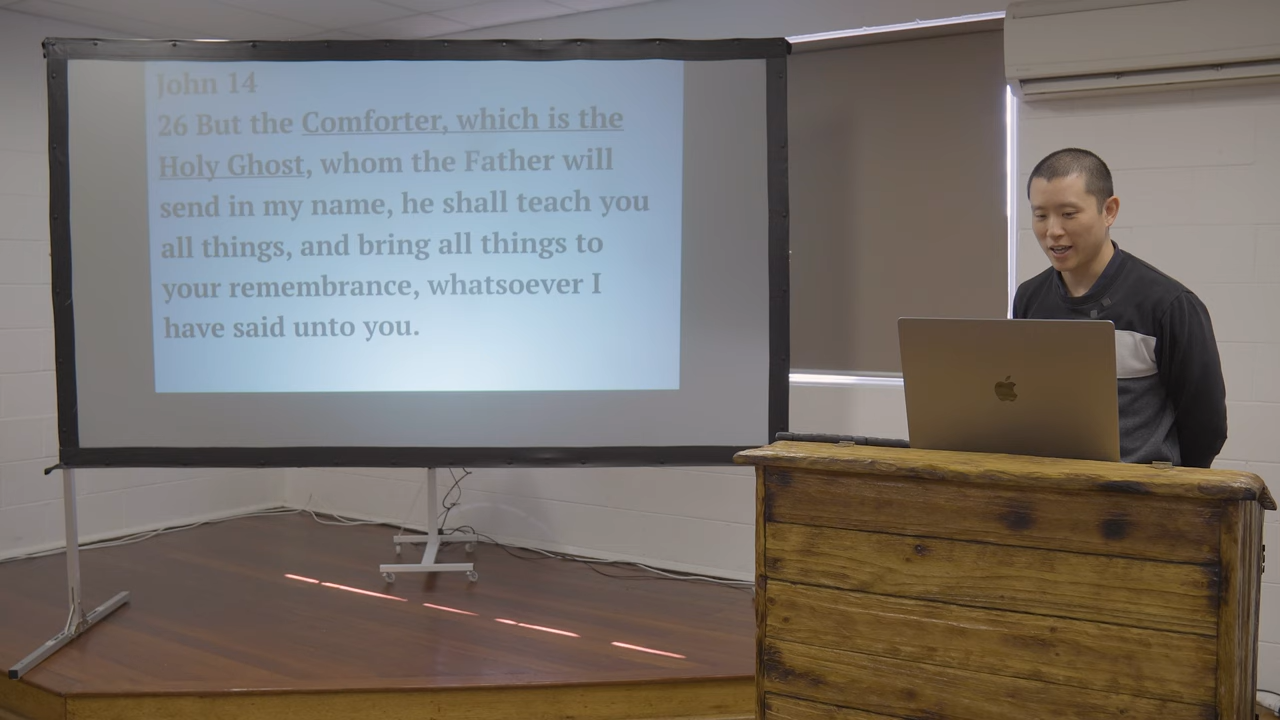 John 14
26 But the Comforter, which is the
Holy Ghost, whom the Father will
send in my name, he shall teach you
all things, and bring all things to
your remembrance, whatsoever I
have said unto you.